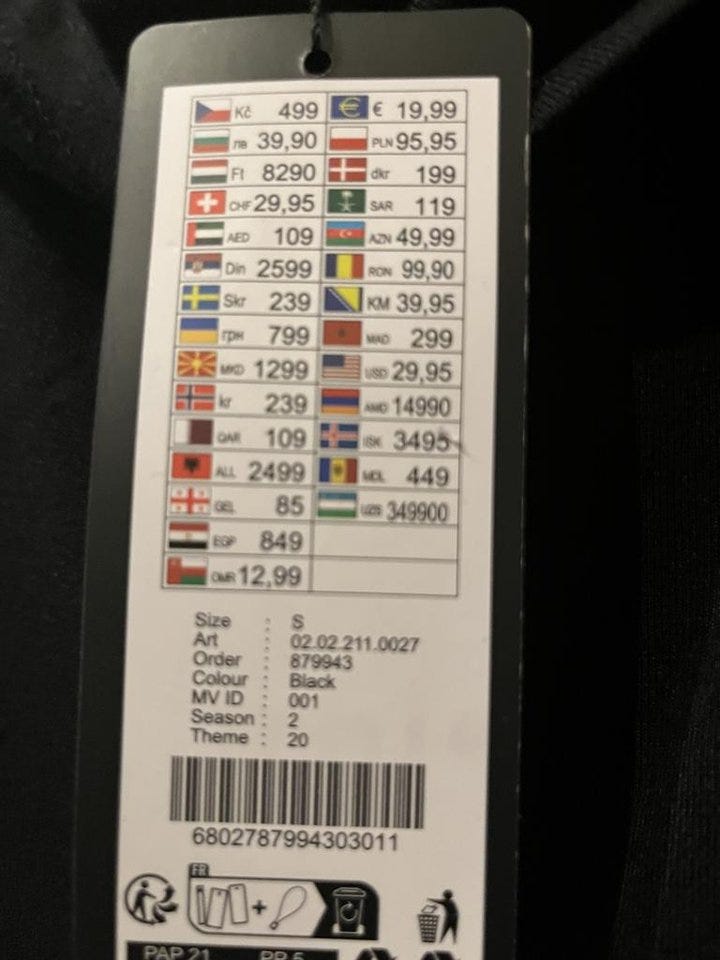 Kč 499 € 19,99
лв 39,90 PLN 95,95
Ft 8290 dkr 199
CHF 29,95 SAR 119
AED 109 AZN 49,99
Din 2599 RON 99,90
Skr 239 KM 39,95
грн 799 MAD 299
MKD 1299 USD 29,95
kr 239 AMD 14990
QAR 109 ISK 3495
ALL 2499 MDL 449
GEL 85 UZS 349900
EGP 849
OMR 12,99
Size : S
Art : 02.02.211.0027
Order : 879943
Colour : Black
MV ID : 001
Season : 2
Theme : 20
6802787994303011
FR
+
PAP 21 PP 5